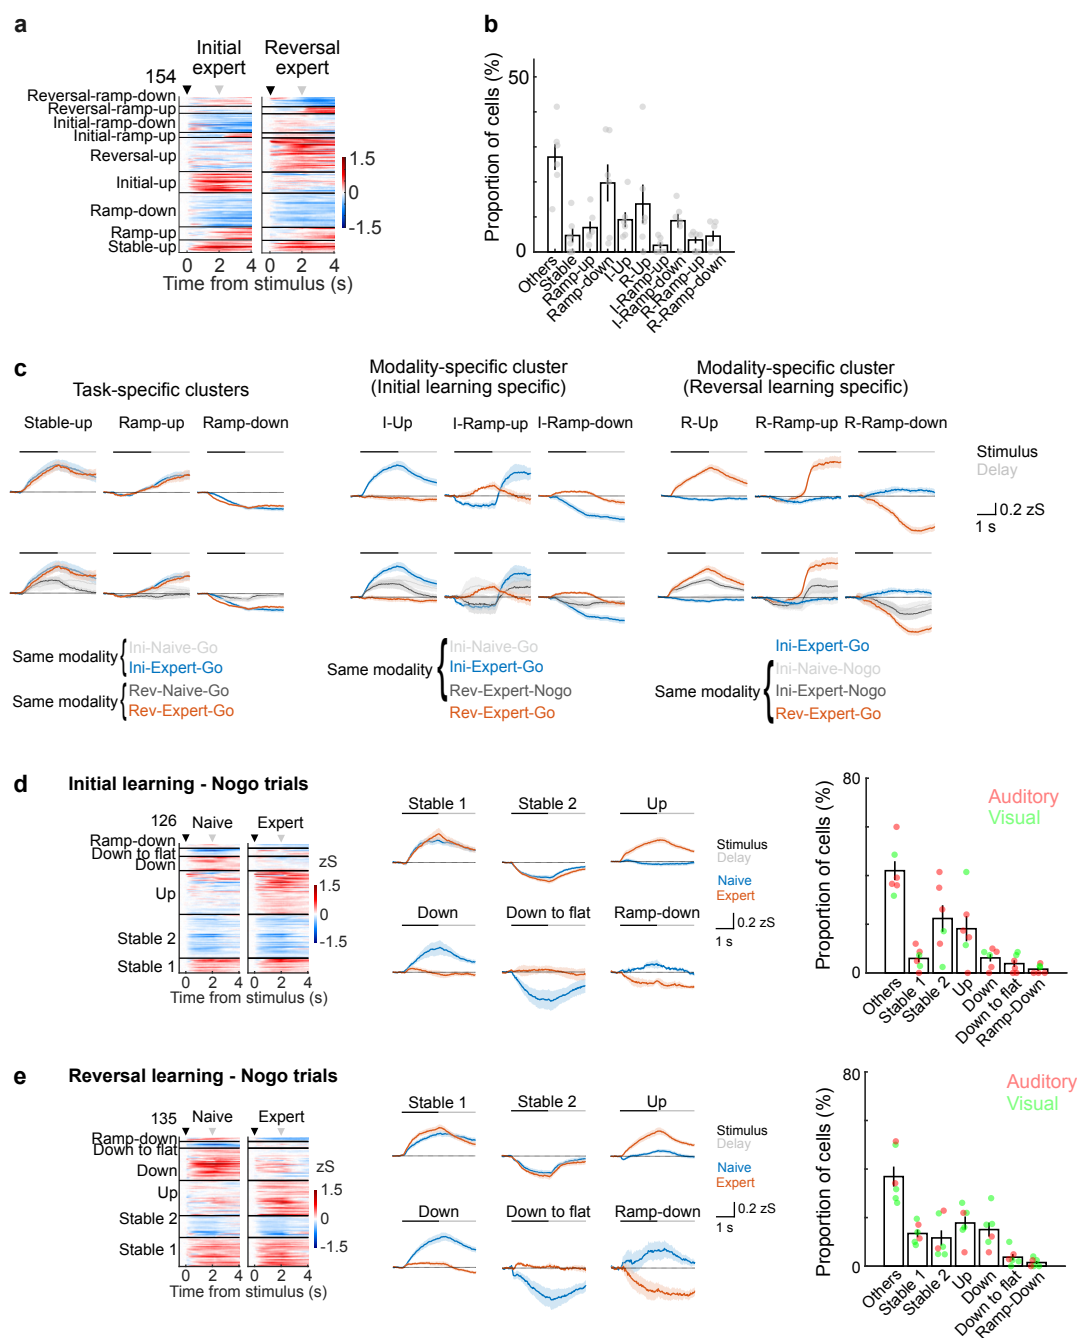 a
Initial expert
Reversal expert
154
Reversal-ramp-down
Reversal-ramp-up
Initial-ramp-down
Initial-ramp-up
Reversal-up
Initial-up
Ramp-down
Ramp-up
Stable-up
1.5
0
-1.5
0 2 4 0 2 4
Time from stimulus (s)
b
Proportion of cells (%)
50
0
Others
Stable
Ramp-up
Ramp-down
I-Up
R-Up
I-Ramp-up
I-Ramp-down
R-Ramp-up
R-Ramp-down
c
Task-specific clusters
Modality-specific cluster
(Initial learning specific)
Modality-specific cluster
(Reversal learning specific)
Stable-up Ramp-up Ramp-down
I-Up I-Ramp-up I-Ramp-down
R-Up R-Ramp-up R-Ramp-down
Stimulus
Delay
0.2 zS
1 s
Same modality
Ini-Naive-Go
Ini-Expert-Go
Same modality
Rev-Naive-Go
Rev-Expert-Go
Same modality
Ini-Naive-Go
Ini-Expert-Go
Rev-Expert-Nogo
Rev-Expert-Go
Ini-Expert-Go
Same modality
Ini-Naive-Nogo
Ini-Expert-Nogo
Rev-Expert-Go
d
Initial learning - Nogo trials
126
Naive Expert
Ramp-down
Down to flat
Down
Up
Stable 2
Stable 1
zS
1.5
0
-1.5
0 2 4 0 2 4
Time from stimulus (s)
Stable 1 Stable 2 Up
Down Down to flat Ramp-down
Stimulus
Delay
Naive
Expert
0.2 zS
1 s
Proportion of cells (%)
80
0
Auditory
Visual
Others
Stable 1
Stable 2
Up
Down
Down to flat
Ramp-Down
e
Reversal learning - Nogo trials
135
Naive Expert
Ramp-down
Down to flat
Down
Up
Stable 2
Stable 1
zS
1.5
0
-1.5
0 2 4 0 2 4
Time from stimulus (s)
Stable 1 Stable 2 Up
Down Down to flat Ramp-down
Stimulus
Delay
Naive
Expert
0.2 zS
1 s
Proportion of cells (%)
80
0
Auditory
Visual
Others
Stable 1
Stable 2
Up
Down
Down to flat
Ramp-Down